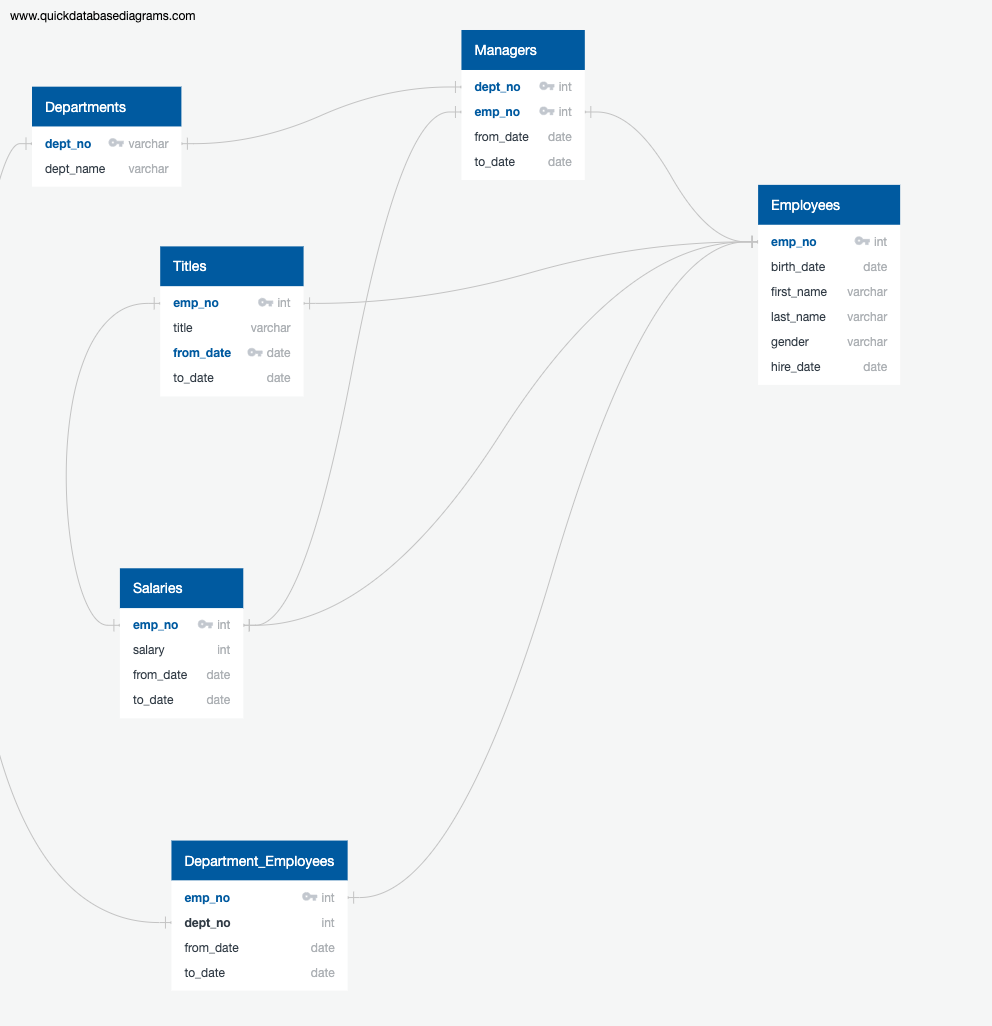 www.quickdatabasediagrams.com
Managers
dept_no int
emp_no int
from_date date
to_date date
Departments
dept_no varchar
dept_name varchar
Employees
emp_no int
birth_date date
first_name varchar
last_name varchar
gender varchar
hire_date date
Titles
emp_no int
title varchar
from_date date
to_date date
Salaries
emp_no int
salary int
from_date date
to_date date
Department_Employees
emp_no int
dept_no int
from_date date
to_date date